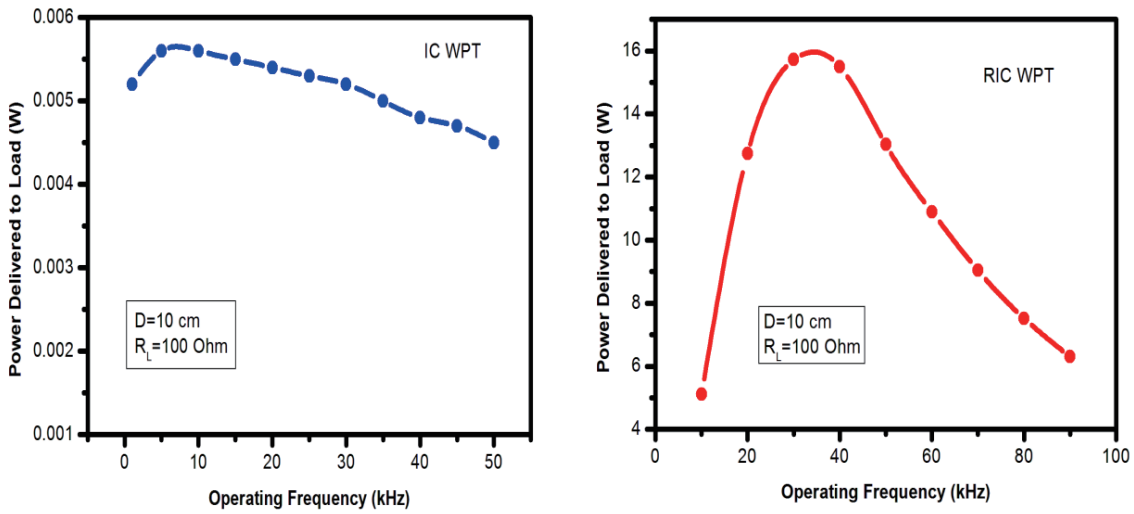 0.006
0.005
0.004
0.003
0.002
0.001
Power Delivered to Load (W)
IC WPT
D=10 cm
R_L=100 Ohm
0 10 20 30 40 50
Operating Frequency (kHz)
16
14
12
10
8
6
4
Power Delivered to Load (W)
RIC WPT
D=10 cm
R_L=100 Ohm
0 20 40 60 80 100
Operating Frequency (kHz)